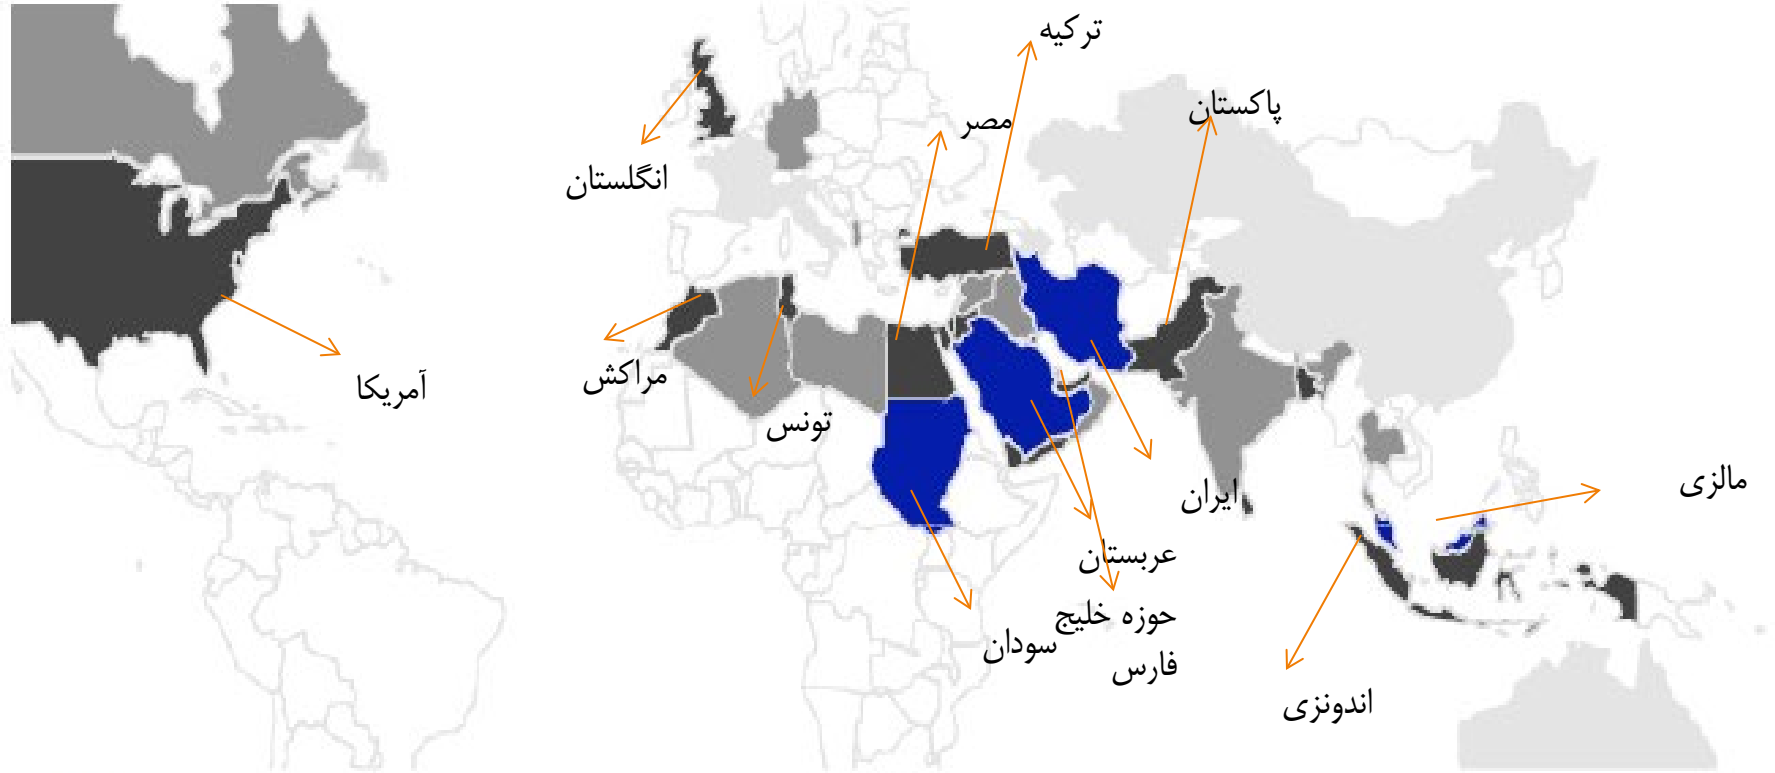 ترکیه
پاکستان
مصر
انگلستان
مراکش
آمریکا
تونس
مالزی
ایران
عربستان
حوزه خلیج
فارس
سودان
اندونزی